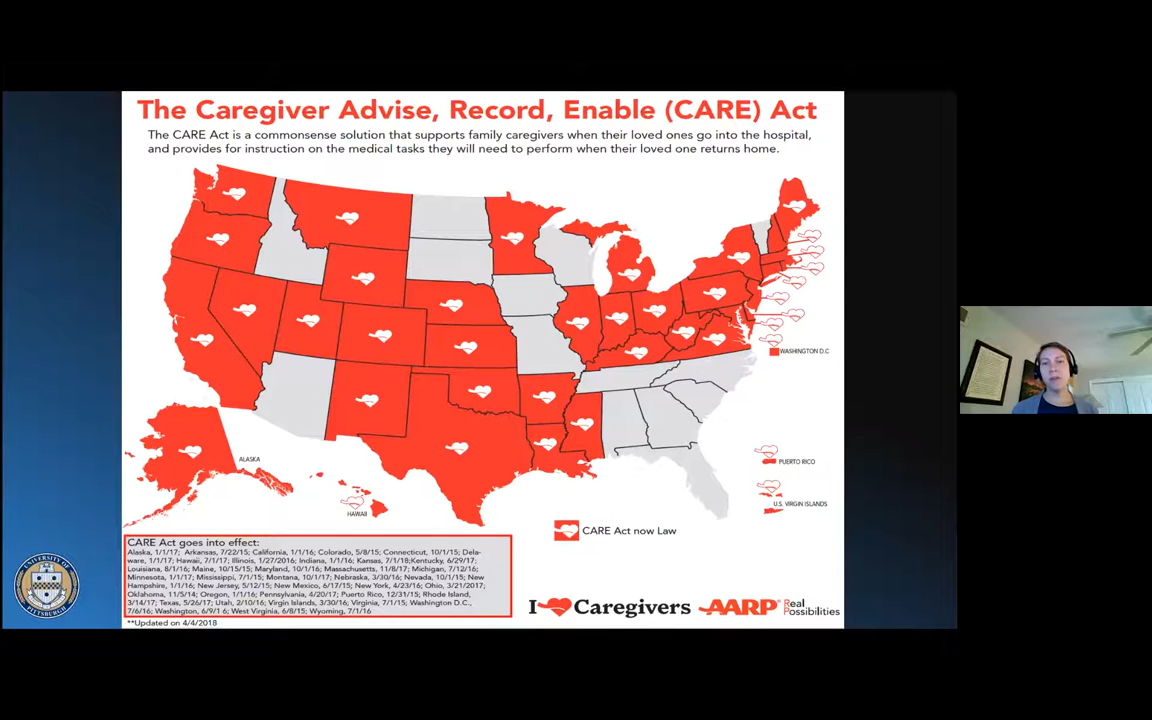 The Caregiver Advise, Record, Enable (CARE) Act
The CARE Act is a commonsense solution that supports family caregivers when their loved ones go into the hospital,
and provides for instruction on the medical tasks they will need to perform when their loved one returns home.
WASHINGTON D.C
ALASKA
HAWAII
PUERTO RICO
U.S. VIRGIN ISLANDS
CARE Act now Law
CARE Act goes into effect:
Alaska, 1/1/17; Arkansas, 7/22/15; California, 1/1/16; Colorado, 5/8/15; Connecticut, 10/1/15; Dela-
ware, 1/1/17; Hawaii, 7/1/17; Illinois, 1/27/2016; Indiana, 1/1/16; Kansas, 7/1/18;Kentucky, 6/29/17;
Louisiana, 8/1/16; Maine, 10/15/15; Maryland, 10/1/16; Massachusetts, 11/8/17; Michigan, 7/12/16;
Minnesota, 1/1/17; Mississippi, 7/1/15; Montana, 10/1/17; Nebraska, 3/30/16; Nevada, 10/1/15; New
Hampshire, 1/1/16; New Jersey, 5/12/15; New Mexico, 6/17/15; New York, 4/23/16; Ohio, 3/21/2017;
Oklahoma, 11/5/14; Oregon, 1/1/16; Pennsylvania, 4/20/17; Puerto Rico, 12/31/15; Rhode Island,
3/14/17; Texas, 5/26/17; Utah, 2/10/16; Virgin Islands, 3/30/16; Virginia, 7/1/15; Washington D.C.,
7/6/16; Washington, 6/9/1 6; West Virginia, 6/8/15; Wyoming, 7/1/16
**Updated on 4/4/2018
I Caregivers
AARP Real Possibilities
UNIVERSITY OF PITTSBURGH